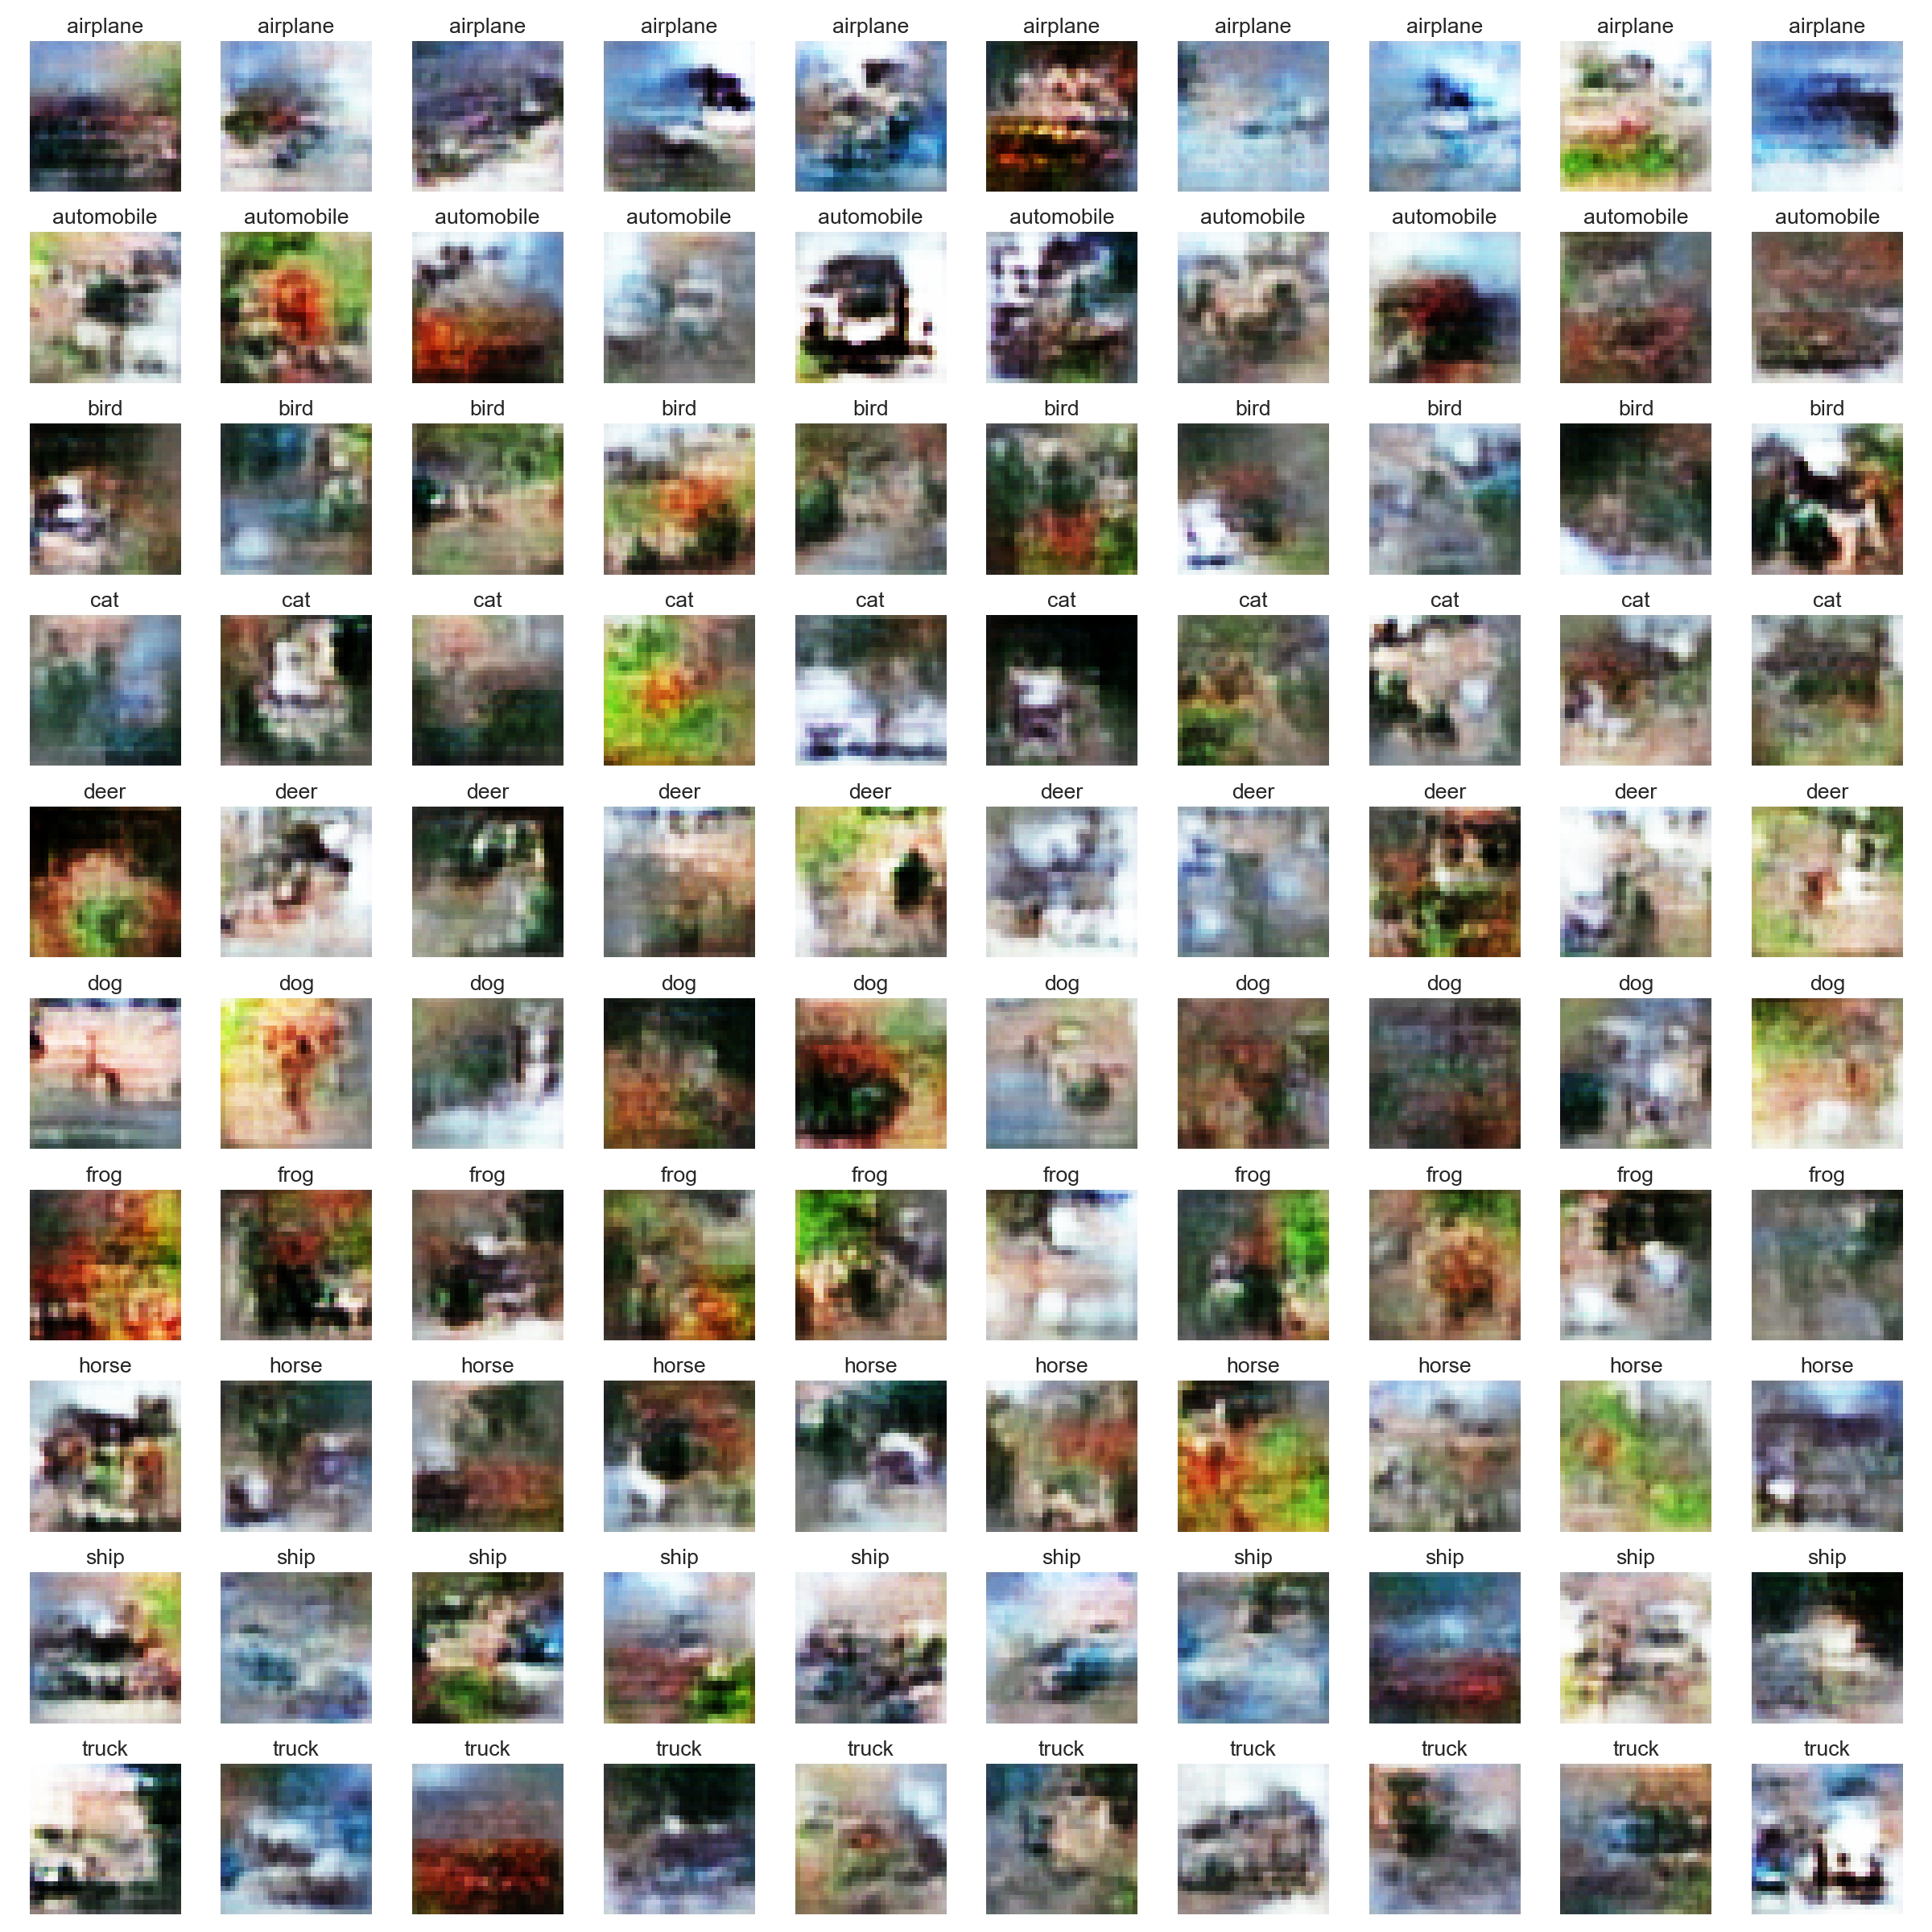 airplane airplane airplane airplane airplane airplane airplane airplane airplane airplane
automobile automobile automobile automobile automobile automobile automobile automobile automobile automobile
bird bird bird bird bird bird bird bird bird bird
cat cat cat cat cat cat cat cat cat cat
deer deer deer deer deer deer deer deer deer deer
dog dog dog dog dog dog dog dog dog dog
frog frog frog frog frog frog frog frog frog frog
horse horse horse horse horse horse horse horse horse horse
ship ship ship ship ship ship ship ship ship ship
truck truck truck truck truck truck truck truck truck truck